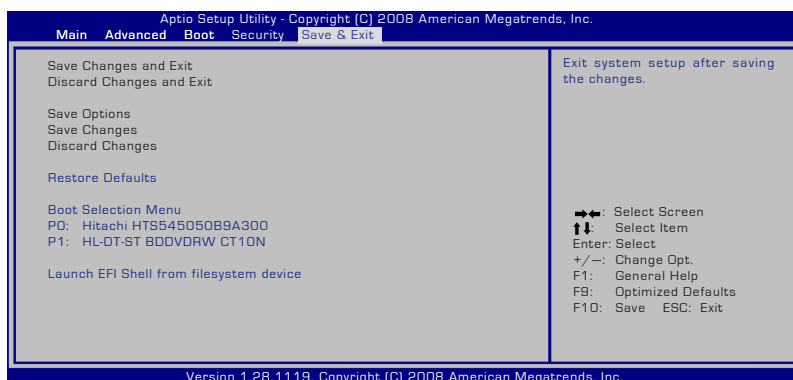 Aptio Setup Utility - Copyright (C) 2008 American Megatrends, Inc.
Main Advanced Boot Security Save & Exit
Save Changes and Exit
Discard Changes and Exit
Save Options
Save Changes
Discard Changes
Restore Defaults
Boot Selection Menu
P0: Hitachi HTS545050B9A300
P1: HL-DT-ST BDDVDRW CT10N
Launch EFI Shell from filesystem device
Exit system setup after saving
the changes.
→←: Select Screen
↑↓: Select Item
Enter: Select
+/—: Change Opt.
F1: General Help
F9: Optimized Defaults
F10: Save ESC: Exit
Version 1.28.1119. Copyright (C) 2008 American Megatrends, Inc.